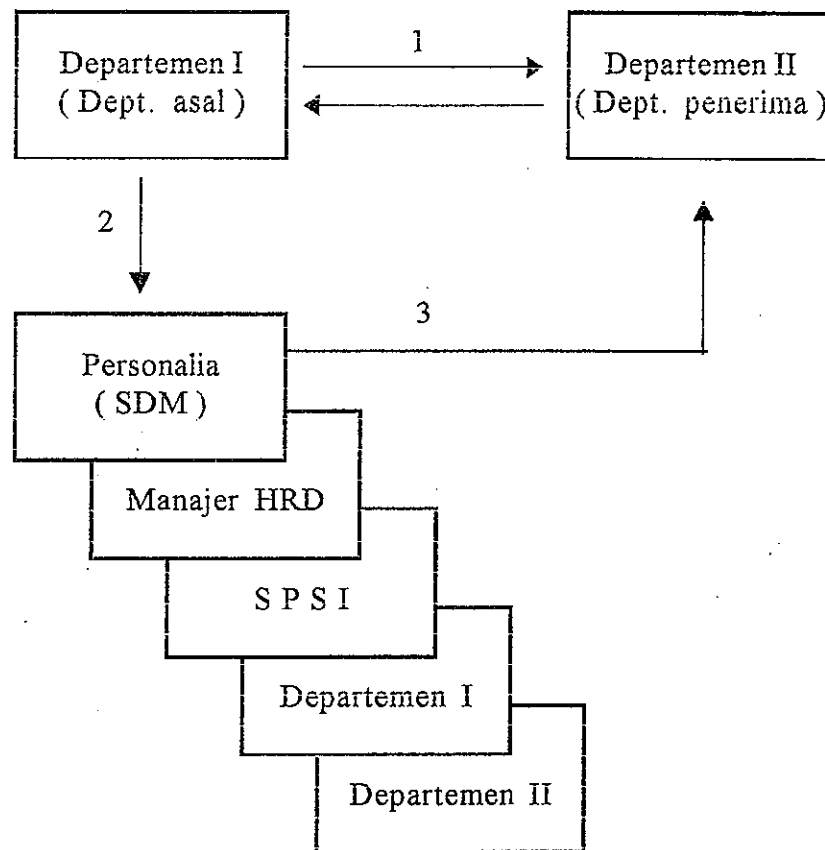 Departemen I
( Dept. asal )
1
Departemen II
( Dept. penerima )
2
3
Personalia
( SDM )
Manajer HRD
S P S I
Departemen I
Departemen II